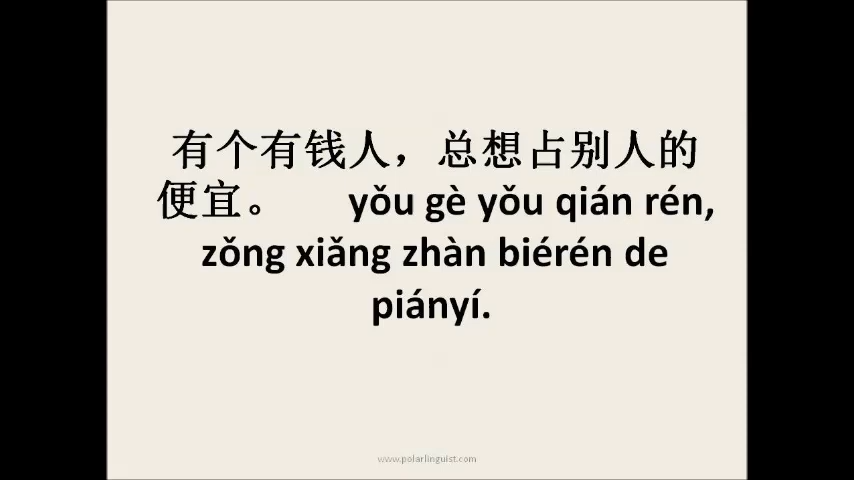 有个有钱人，总想占别人的
便宜。 yǒu gè yǒu qián rén,
zǒng xiǎng zhàn biérén de
piányí.
www.polarlinguist.com